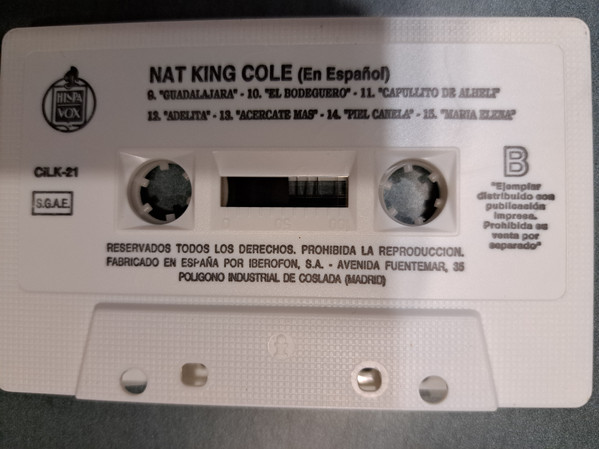 HISPA
VOX
NAT KING COLE (En Español)
9. "GUADALAJARA" - 10. "EL BODEGUERO" - 11. "CAPULLITO DE ALHELI"
12. "ADELITA" - 13. "ACERCATE MAS" - 14. "PIEL CANELA" - 15. "MARIA ELENA"
CiLK-21
S.G.A.E.
B
"Ejemplar
distribuido con
publicación
impresa.
Prohibida su
venta por
separado"
RESERVADOS TODOS LOS DERECHOS. PROHIBIDA LA REPRODUCCION.
FABRICADO EN ESPAÑA POR IBEROFON, S.A. - AVENIDA FUENTEMAR, 35
POLIGONO INDUSTRIAL DE COSLADA (MADRID)